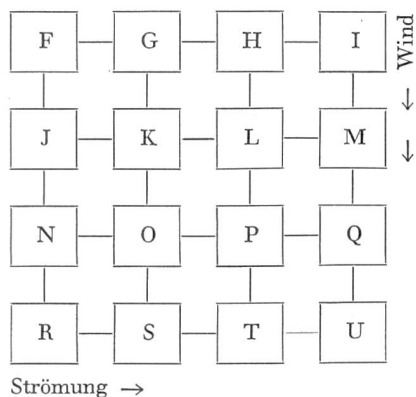 F G H I
Wind ← ←
J K L M
N O P Q
R S T U
Strömung →